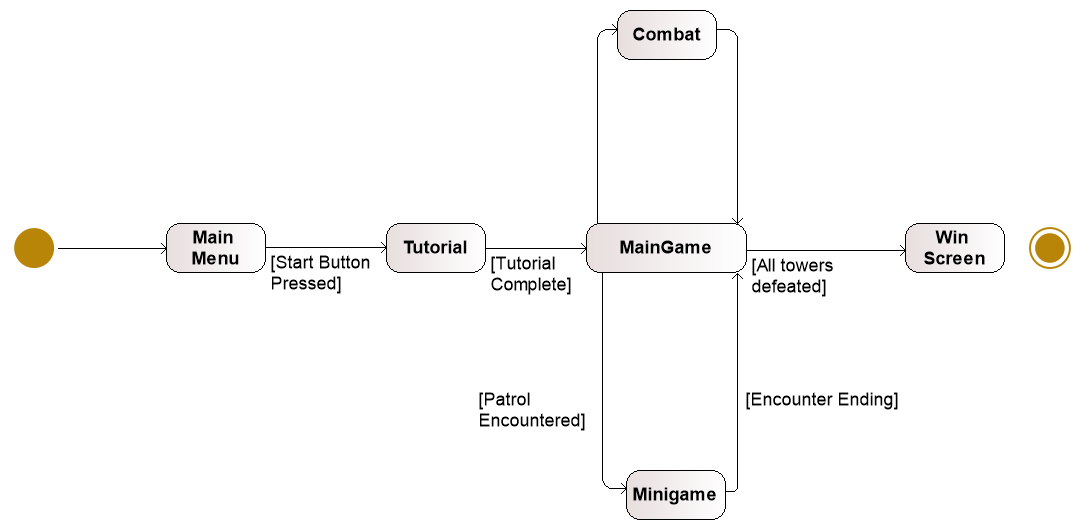 Combat
Main
Menu
[Start Button
Pressed]
Tutorial
[Tutorial
Complete]
MainGame
[All towers
defeated]
Win
Screen
[Patrol
Encountered]
[Encounter Ending]
Minigame